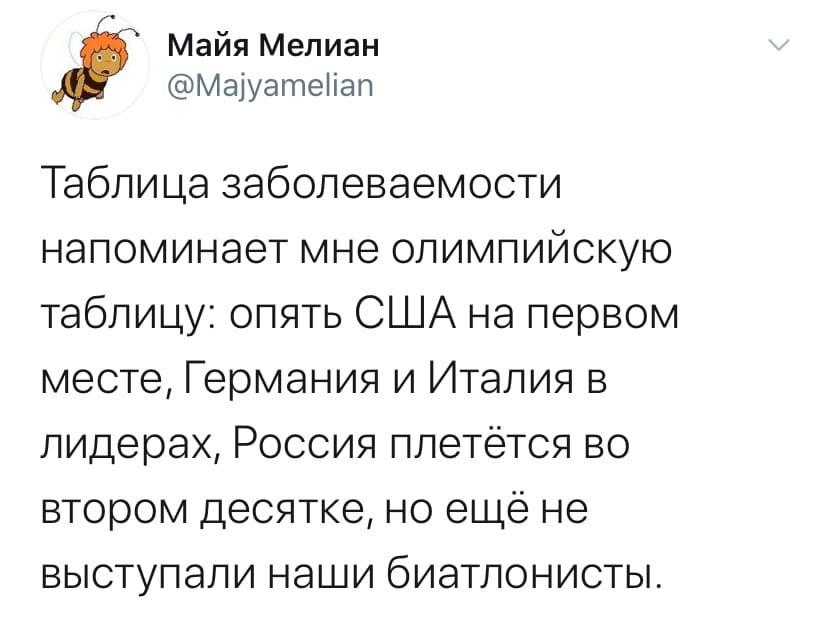 Майя Мелиан
@Majyamelian
Таблица заболеваемости
напоминает мне олимпийскую
таблицу: опять США на первом
месте, Германия и Италия в
лидерах, Россия плетётся во
втором десятке, но ещё не
выступали наши биатлонисты.